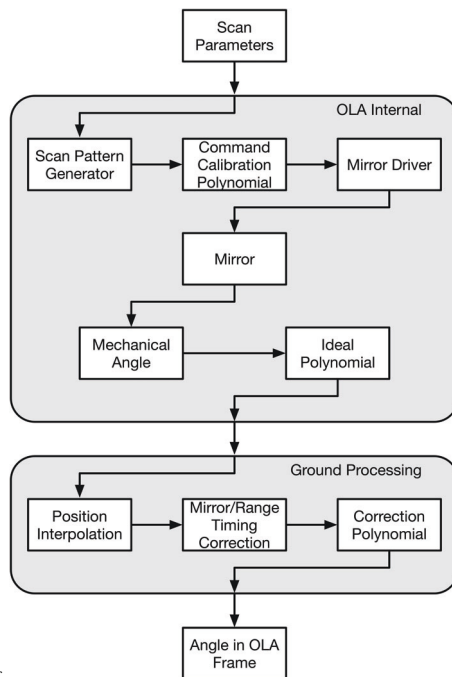 Scan
Parameters
OLA Internal
Scan Pattern
Generator
Command
Calibration
Polynomial
Mirror Driver
Mirror
Mechanical
Angle
Ideal
Polynomial
Ground Processing
Position
Interpolation
Mirror/Range
Timing
Correction
Correction
Polynomial
Angle in OLA
Frame